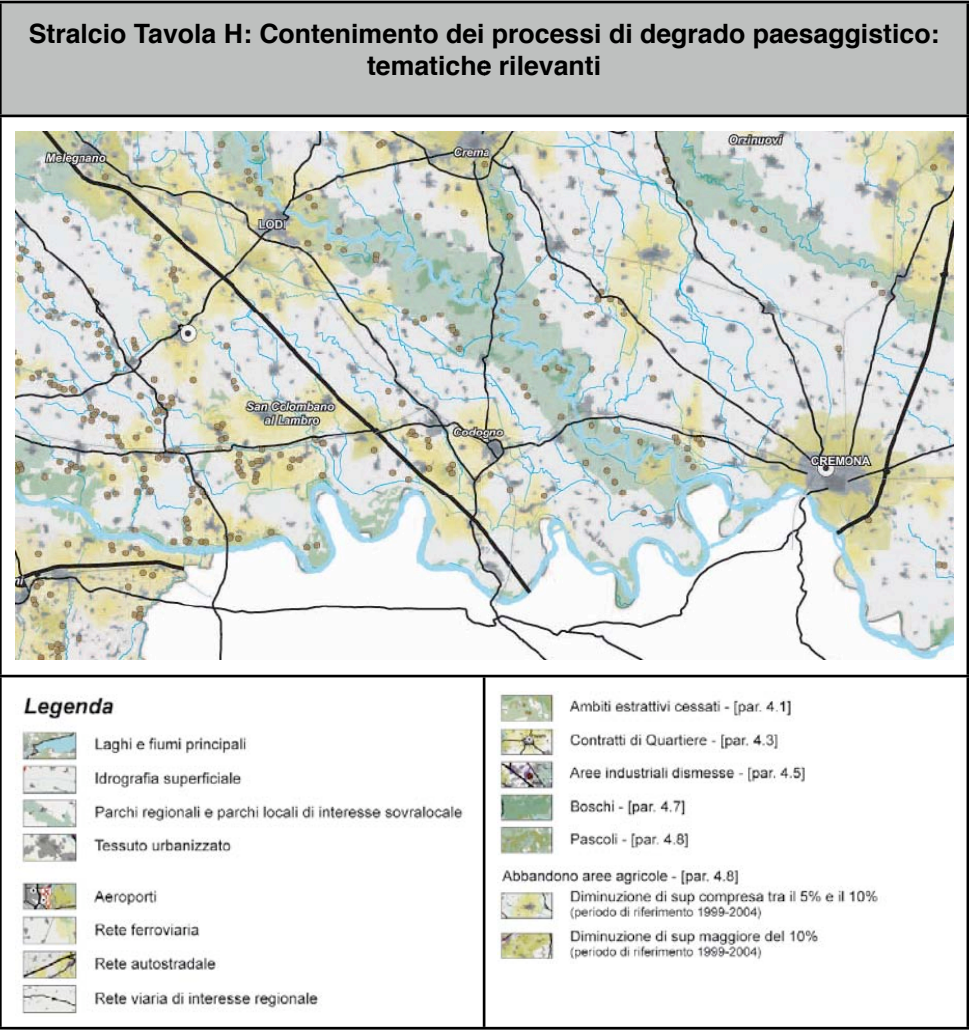 Stralcio Tavola H: Contenimento dei processi di degrado paesaggistico:
tematiche rilevanti
Melegnano
Crema
Orzinuovi
LODI
San Colombano
al Lambro
Codogno
CREMONA
ni
Legenda
Laghi e fiumi principali
Idrografia superficiale
Parchi regionali e parchi locali di interesse sovralocale
Tessuto urbanizzato
Aeroporti
Rete ferroviaria
Rete autostradale
Rete viaria di interesse regionale
Ambiti estrattivi cessati - [par. 4.1]
Contratti di Quartiere - [par. 4.3]
Aree industriali dismesse - [par. 4.5]
Boschi - [par. 4.7]
Pascoli - [par. 4.8]
Abbandono aree agricole - [par. 4.8]
Diminuzione di sup compresa tra il 5% e il 10%
(periodo di riferimento 1999-2004)
Diminuzione di sup maggiore del 10%
(periodo di riferimento 1999-2004)